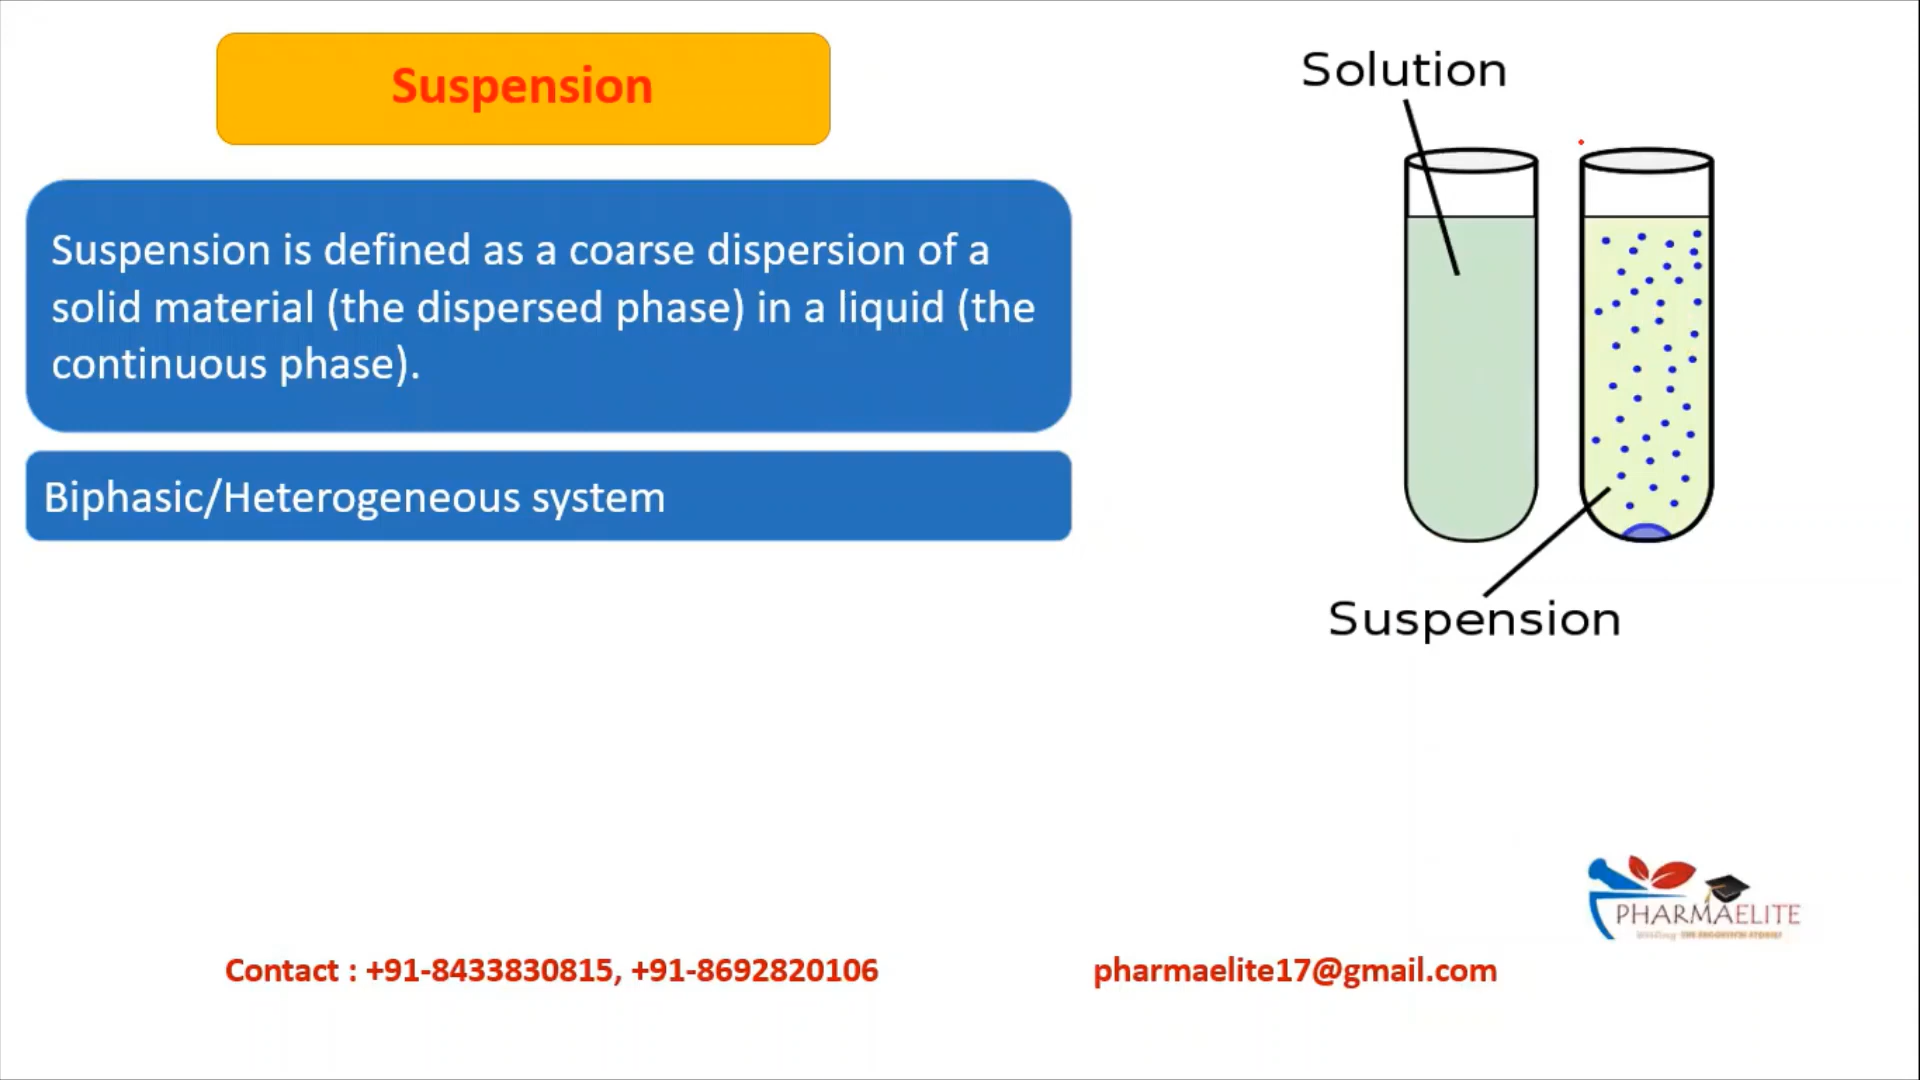 Suspension
Suspension is defined as a coarse dispersion of a
solid material (the dispersed phase) in a liquid (the
continuous phase).
Biphasic/Heterogeneous system
Solution
Suspension
PHARMAELITE
Contact : +91-8433830815, +91-8692820106
pharmaelite17@gmail.com